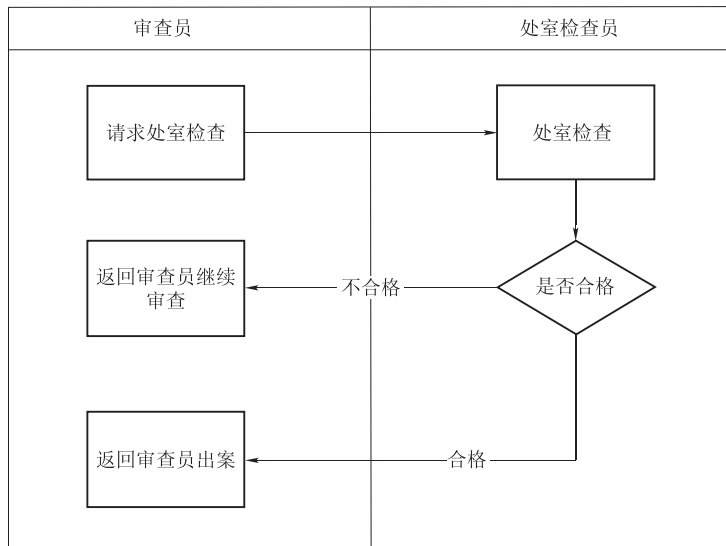 审查员
处室检查员
请求处室检查
处室检查
返回审查员继续
审查
不合格
是否合格
返回审查员出案
合格